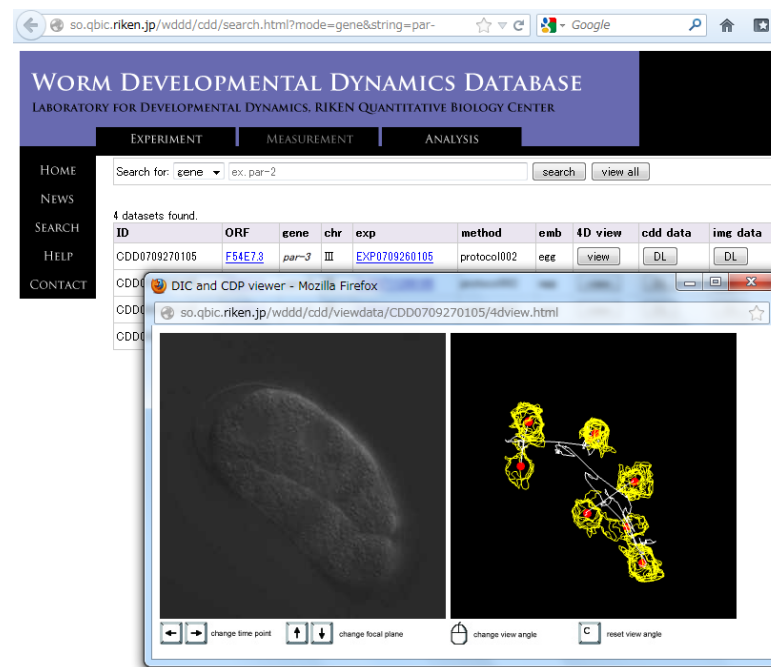 so.qbic.riken.jp/wddd/cdd/search.html?mode=gene&string=par-
Google
WORM DEVELOPMENTAL DYNAMICS DATABASE
LABORATORY FOR DEVELOPMENTAL DYNAMICS, RIKEN QUANTITATIVE BIOLOGY CENTER
EXPERIMENT MEASUREMENT ANALYSIS
HOME
NEWS
SEARCH
HELP
CONTACT
Search for: gene ex. par-2 search view all
4 datasets found.
ID ORF gene chr exp method emb 4D view cdd data img data
CDD0709270105 F54E7.3 par-3 III EXP0709260105 protocol002 egg view DL DL
DIC and CDP viewer - Mozilla Firefox
so.qbic.riken.jp/wddd/cdd/viewdata/CDD0709270105/4dview.html
change time point change focal plane change view angle C reset view angle